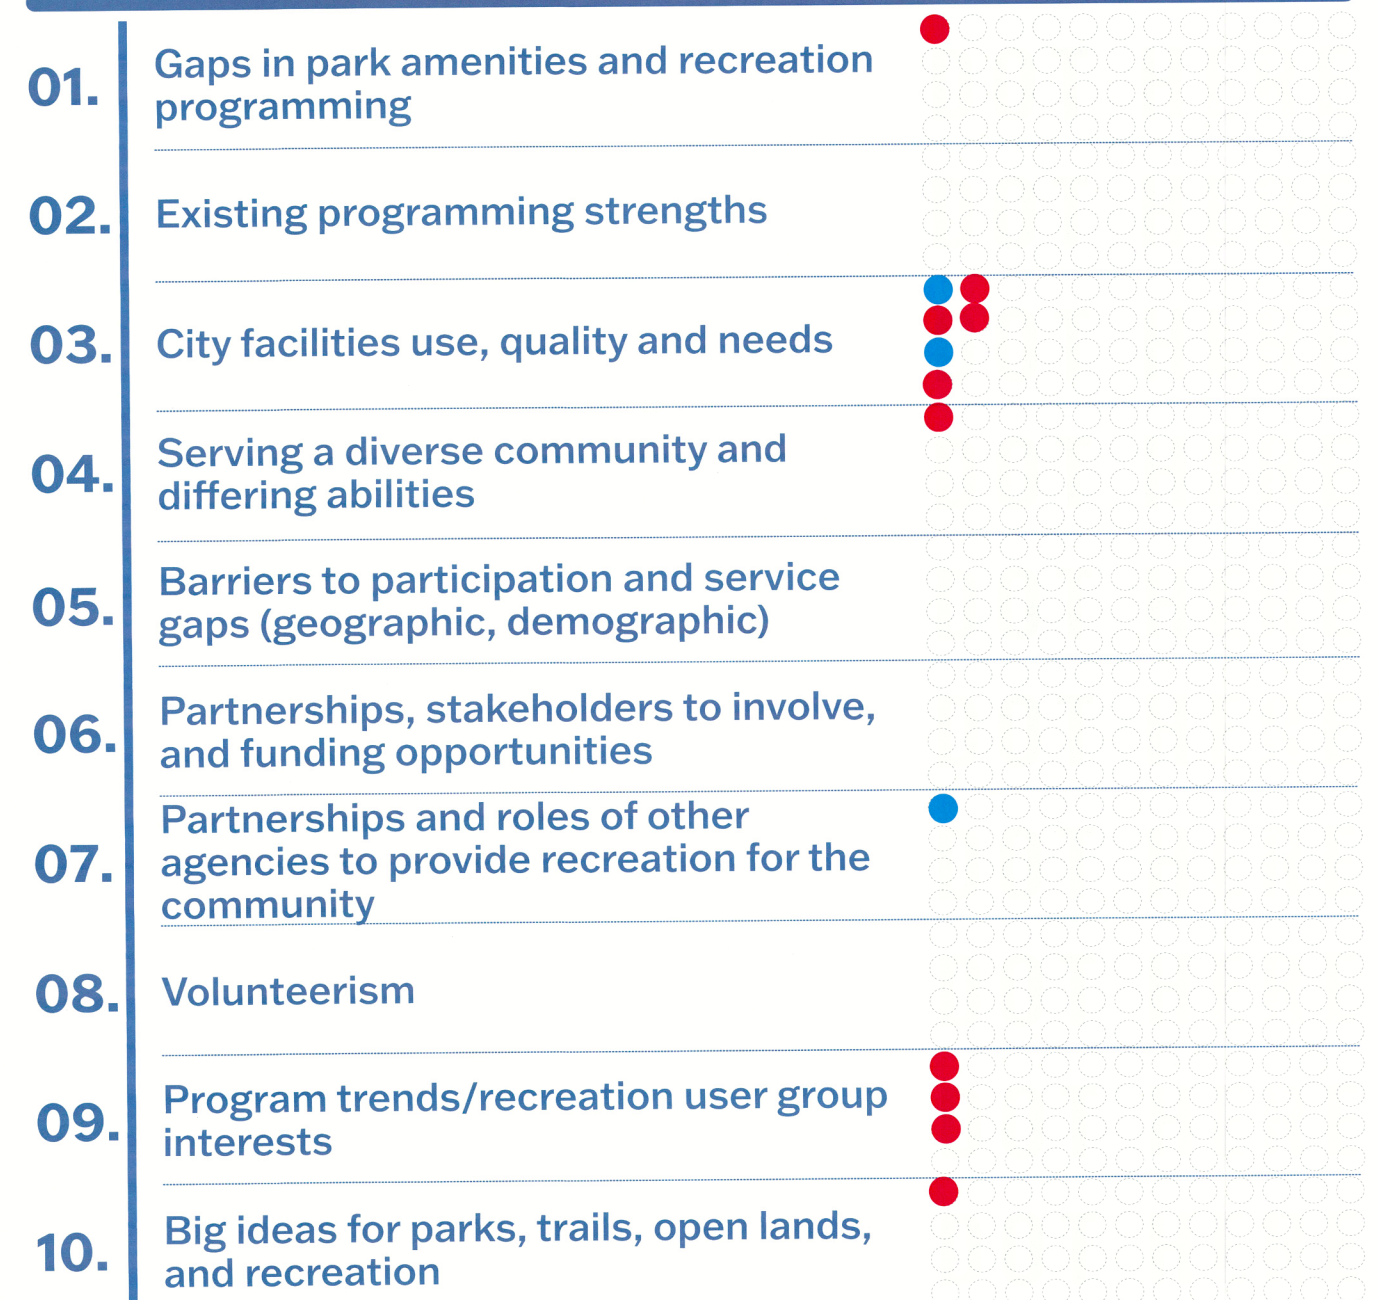 01.
Gaps in park amenities and recreation
programming
02.
Existing programming strengths
03.
City facilities use, quality and needs
04.
Serving a diverse community and
differing abilities
05.
Barriers to participation and service
gaps (geographic, demographic)
06.
Partnerships, stakeholders to involve,
and funding opportunities
07.
Partnerships and roles of other
agencies to provide recreation for the
community
08.
Volunteerism
09.
Program trends/recreation user group
interests
10.
Big ideas for parks, trails, open lands,
and recreation